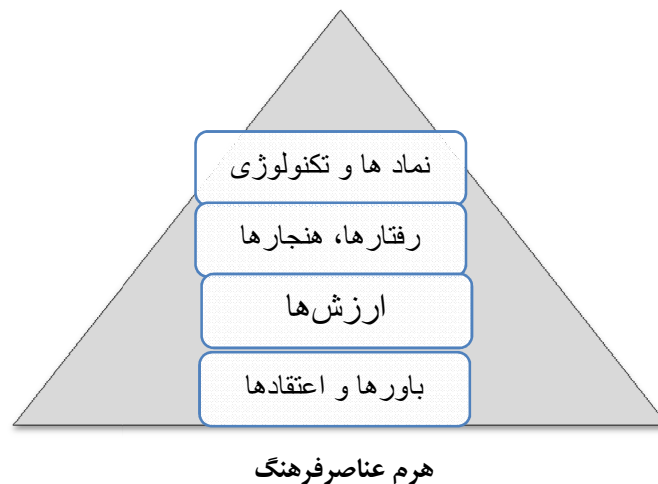 نماد ها و تکنولوژی
رفتارها، هنجارها
ارزش‌ها
باورها و اعتقادها
هرم عناصرفرهنگ